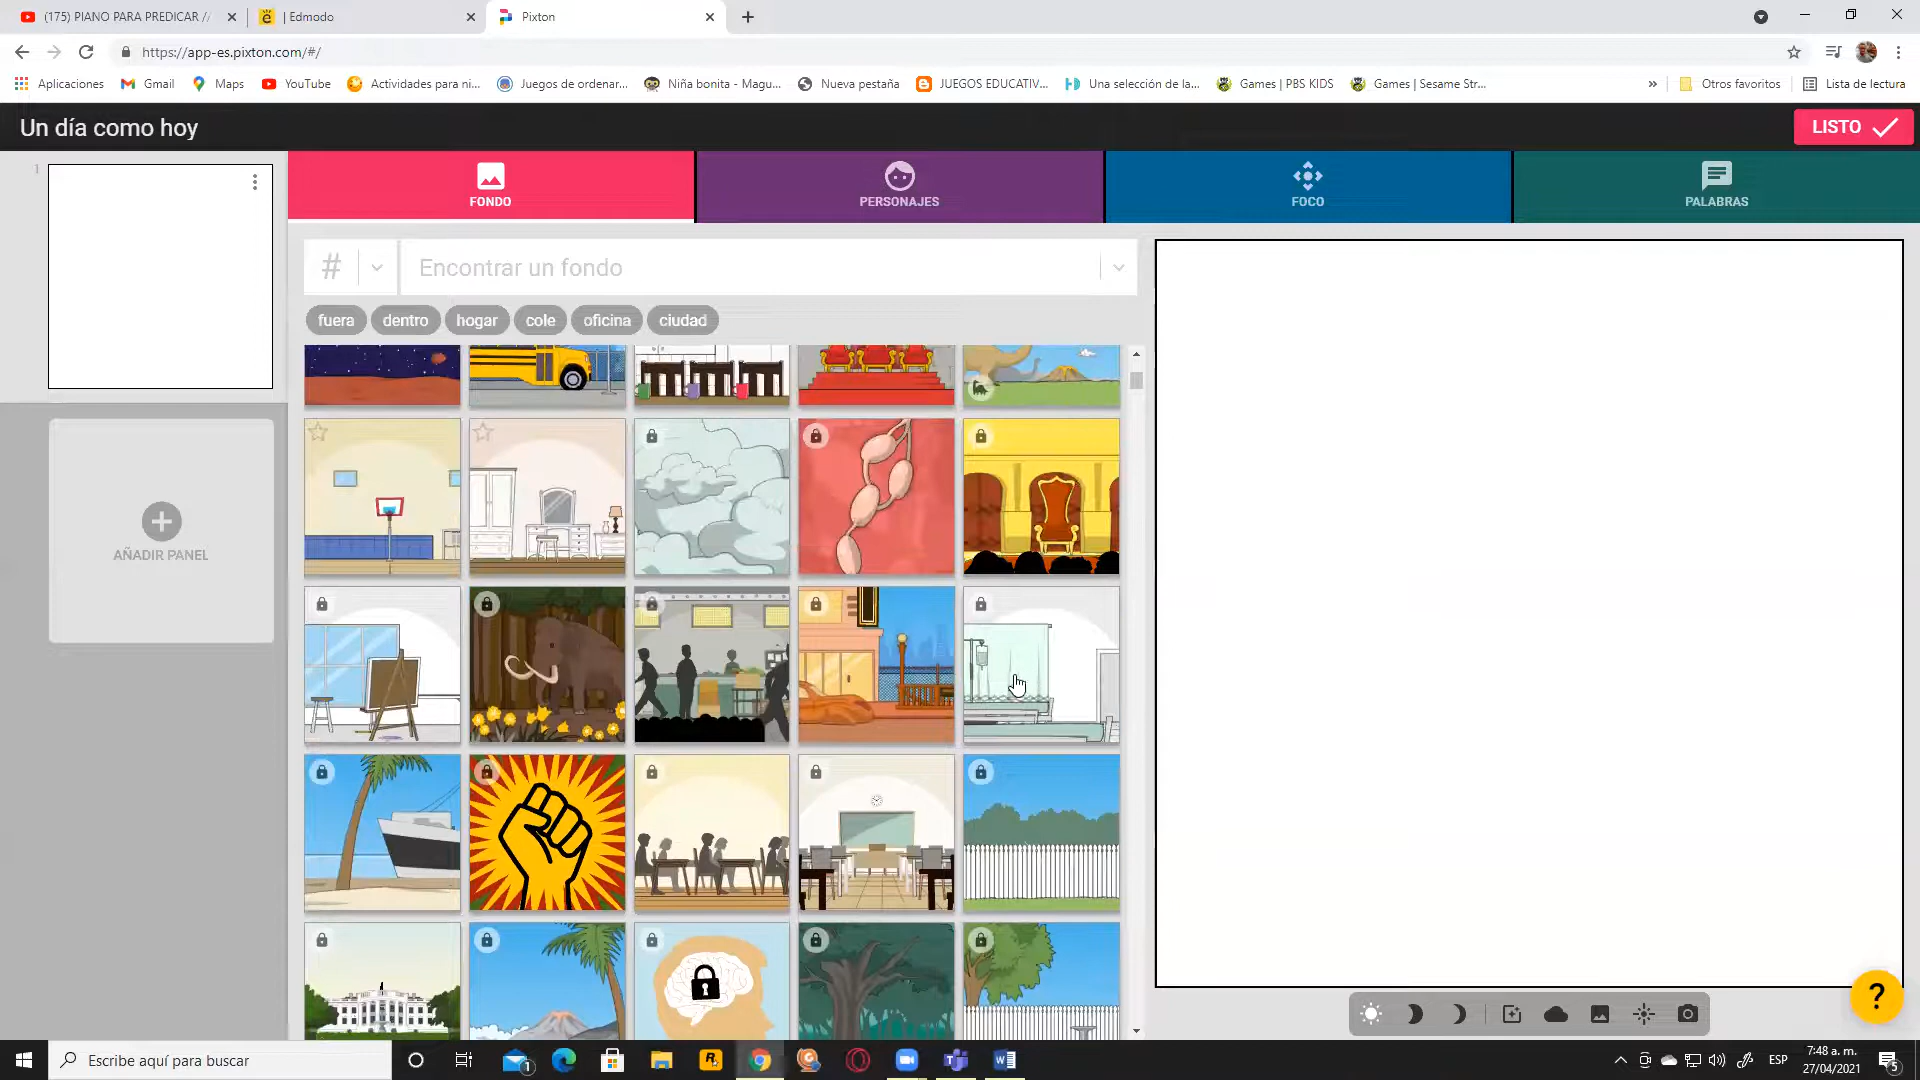 (175) PIANO PARA PREDICAR //
| Edmodo
Pixton
https://app-es.pixton.com/#/
Aplicaciones
Gmail
Maps
YouTube
Actividades para ni...
Juegos de ordenar...
Niña bonita - Magu...
Nueva pestaña
JUEGOS EDUCATIV...
Una selección de la...
Games | PBS KIDS
Games | Sesame Str...
»
Otros favoritos
Lista de lectura
Un día como hoy
LISTO
1
FONDO
PERSONAJES
FOCO
PALABRAS
#
Encontrar un fondo
fuera
dentro
hogar
cole
oficina
ciudad
AÑADIR PANEL
?
Escribe aquí para buscar
1
ESP
7:48 a. m.
27/04/2021
5